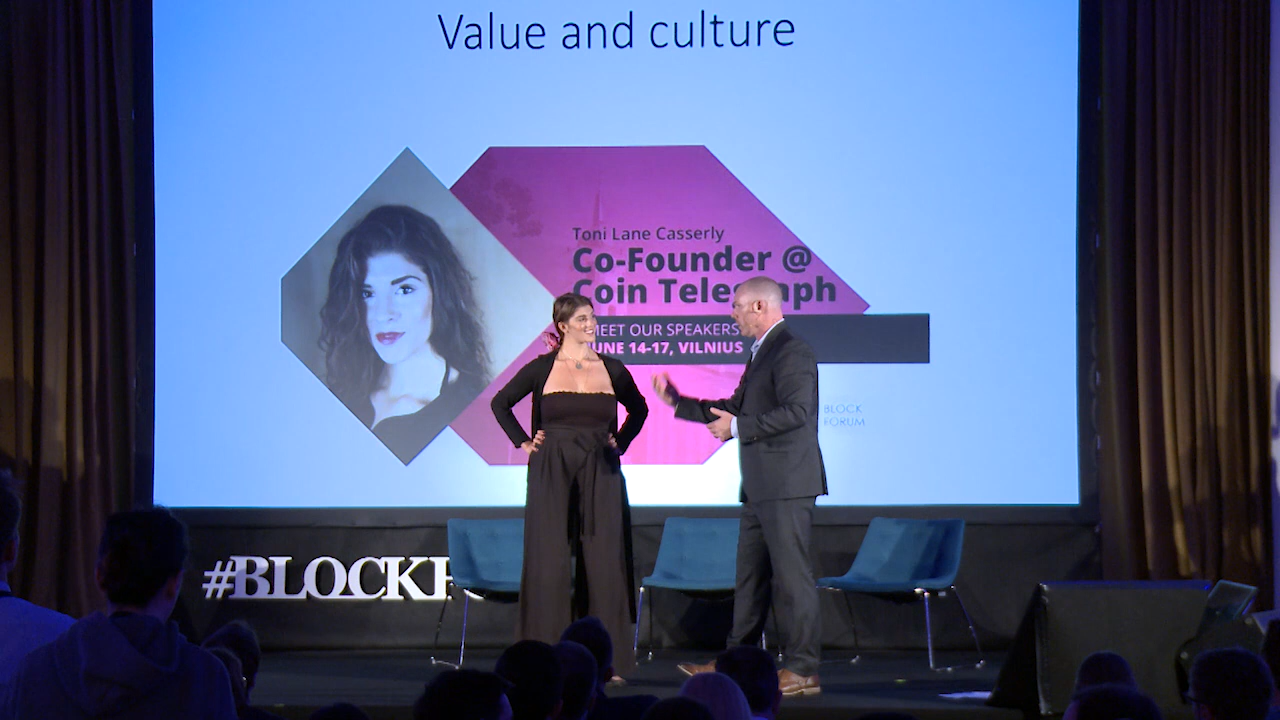 Value and culture
Toni Lane Casserly
Co-Founder @
Coin Telegraph
MEET OUR SPEAKERS
JUNE 14-17, VILNIUS
BLOCK
FORUM
#BLOCK